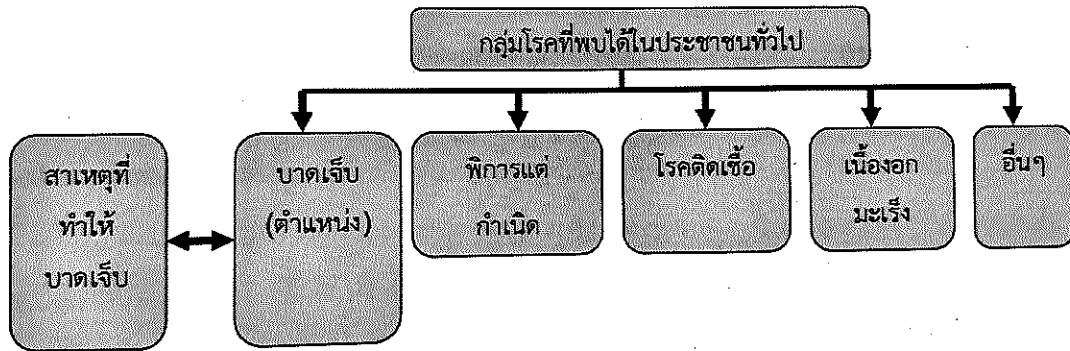 กลุ่มโรคที่พบได้ในประชาชนทั่วไป
สาเหตุที่
ทำให้
บาดเจ็บ
บาดเจ็บ
(ตำแหน่ง)
พิการแต่
กำเนิด
โรคติดเชื้อ
เนื้องอก
มะเร็ง
อื่นๆ